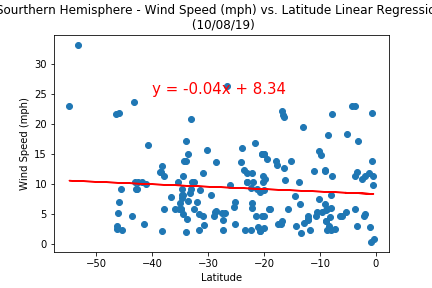 Sourthern Hemisphere - Wind Speed (mph) vs. Latitude Linear Regressio
(10/08/19)
y = -0.04x + 8.34
Wind Speed (mph)
30
25
20
15
10
5
0
−50 −40 −30 −20 −10 0
Latitude